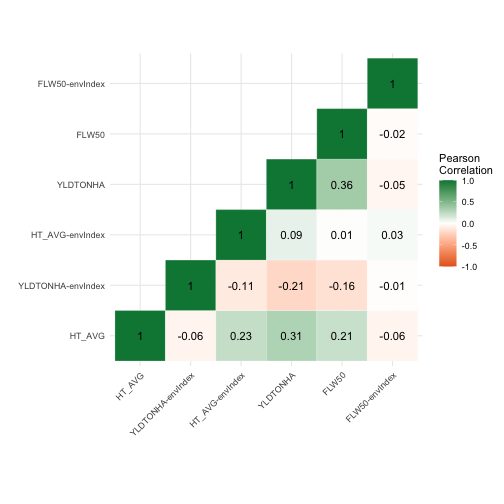 FLW50-envIndex 1
FLW50 1 -0.02
YLDTONHA 1 0.36 -0.05
HT_AVG-envIndex 1 0.09 0.01 0.03
YLDTONHA-envIndex 1 -0.11 -0.21 -0.16 -0.01
HT_AVG 1 -0.06 0.23 0.31 0.21 -0.06
HT_AVG
YLDTONHA-envIndex
HT_AVG-envIndex
YLDTONHA
FLW50
FLW50-envIndex
Pearson
Correlation
1.0
0.5
0.0
-0.5
-1.0